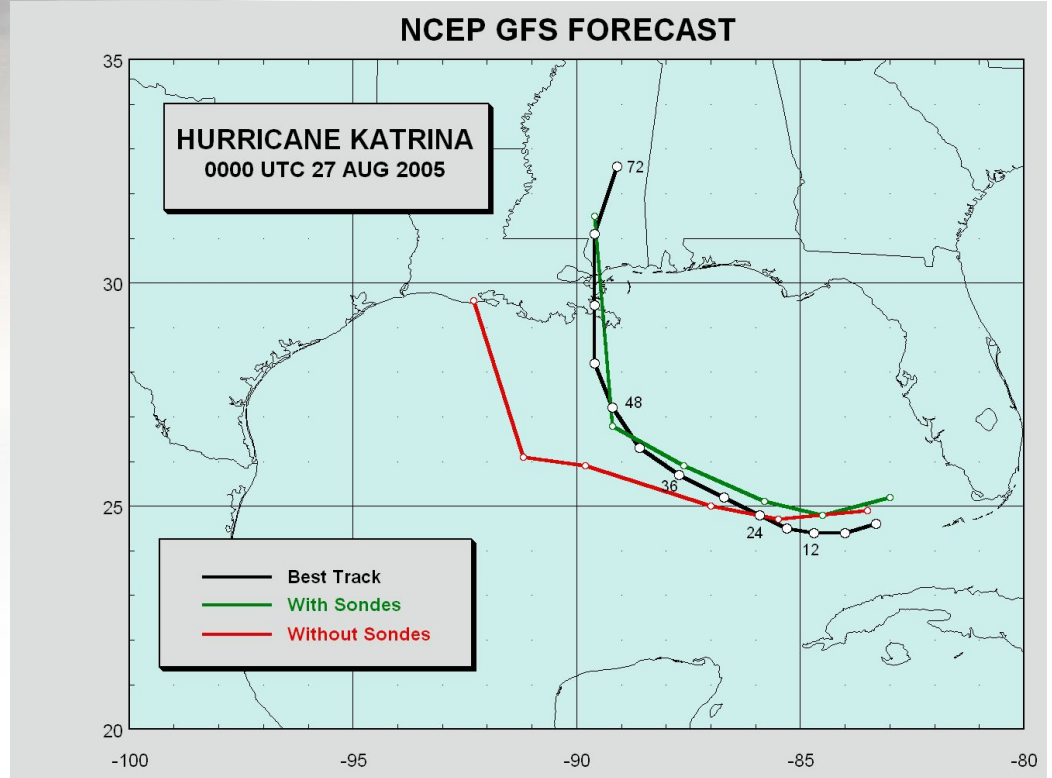 NCEP GFS FORECAST
35
HURRICANE KATRINA
0000 UTC 27 AUG 2005
72
30
48
36
25
24
12
Best Track
With Sondes
Without Sondes
20
-100
-95
-90
-85
-80